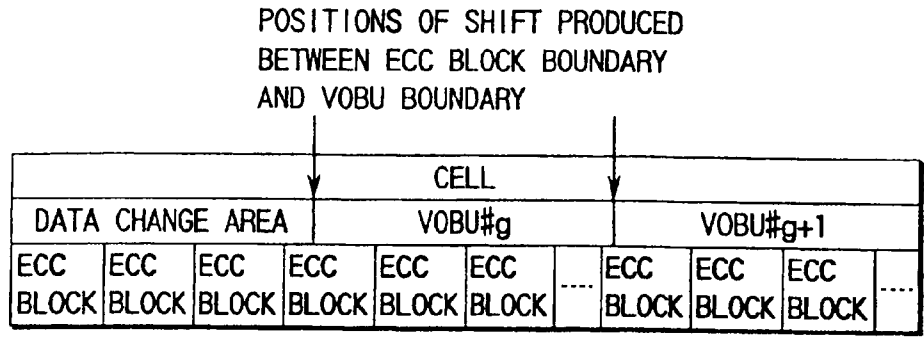 POSITIONS OF SHIFT PRODUCED
BETWEEN ECC BLOCK BOUNDARY
AND VOBU BOUNDARY
CELL
DATA CHANGE AREA VOBU#g VOBU#g+1
ECC ECC ECC ECC ECC ECC ECC ECC ECC
BLOCK BLOCK BLOCK BLOCK BLOCK BLOCK ..... BLOCK BLOCK BLOCK .....